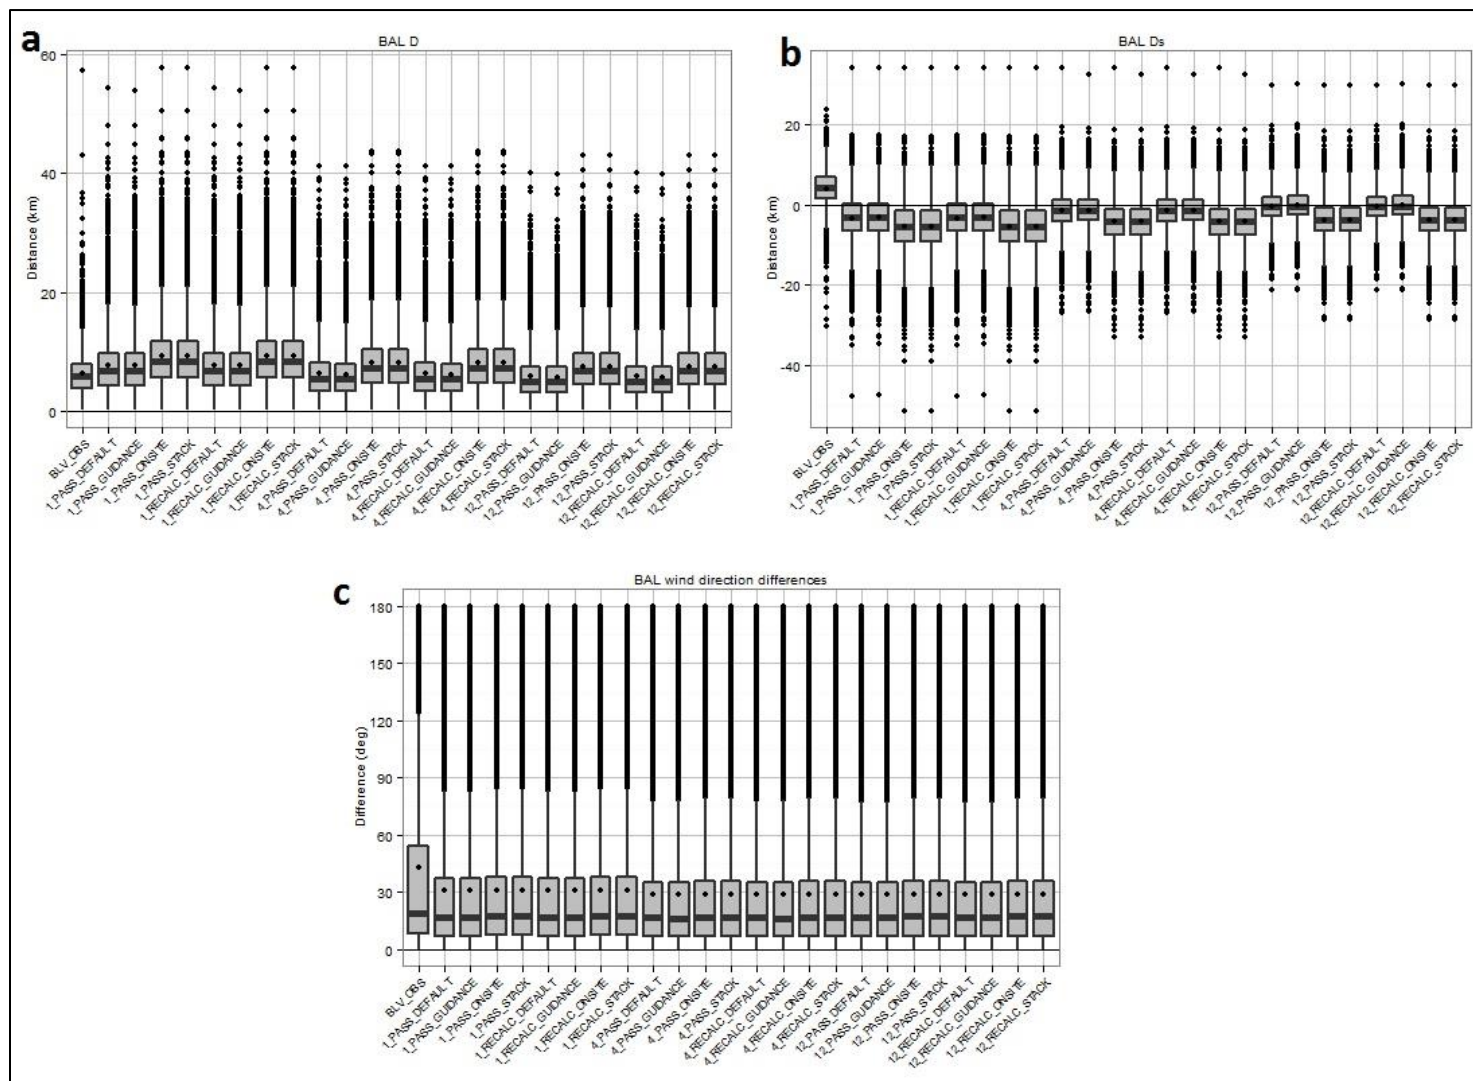 a
BAL D
Distance (km)
60
40
20
0
BLV_OBS
1_PASS_DEFAULT
1_PASS_GUIDANCE
1_PASS_ONSITE
1_PASS_STACK
1_RECALC_DEFAULT
1_RECALC_GUIDANCE
1_RECALC_ONSITE
1_RECALC_STACK
4_PASS_DEFAULT
4_PASS_GUIDANCE
4_PASS_ONSITE
4_PASS_STACK
4_RECALC_DEFAULT
4_RECALC_GUIDANCE
4_RECALC_ONSITE
4_RECALC_STACK
12_PASS_DEFAULT
12_PASS_GUIDANCE
12_PASS_ONSITE
12_PASS_STACK
12_RECALC_DEFAULT
12_RECALC_GUIDANCE
12_RECALC_ONSITE
12_RECALC_STACK
b
BAL Ds
Distance (km)
20
0
-20
-40
BLV_OBS
1_PASS_DEFAULT
1_PASS_GUIDANCE
1_PASS_ONSITE
1_PASS_STACK
1_RECALC_DEFAULT
1_RECALC_GUIDANCE
1_RECALC_ONSITE
1_RECALC_STACK
4_PASS_DEFAULT
4_PASS_GUIDANCE
4_PASS_ONSITE
4_PASS_STACK
4_RECALC_DEFAULT
4_RECALC_GUIDANCE
4_RECALC_ONSITE
4_RECALC_STACK
12_PASS_DEFAULT
12_PASS_GUIDANCE
12_PASS_ONSITE
12_PASS_STACK
12_RECALC_DEFAULT
12_RECALC_GUIDANCE
12_RECALC_ONSITE
12_RECALC_STACK
c
BAL wind direction differences
Difference (deg)
180
150
120
90
60
30
0
BLV_OBS
1_PASS_DEFAULT
1_PASS_GUIDANCE
1_PASS_ONSITE
1_PASS_STACK
1_RECALC_DEFAULT
1_RECALC_GUIDANCE
1_RECALC_ONSITE
1_RECALC_STACK
4_PASS_DEFAULT
4_PASS_GUIDANCE
4_PASS_ONSITE
4_PASS_STACK
4_RECALC_DEFAULT
4_RECALC_GUIDANCE
4_RECALC_ONSITE
4_RECALC_STACK
12_PASS_DEFAULT
12_PASS_GUIDANCE
12_PASS_ONSITE
12_PASS_STACK
12_RECALC_DEFAULT
12_RECALC_GUIDANCE
12_RECALC_ONSITE
12_RECALC_STACK